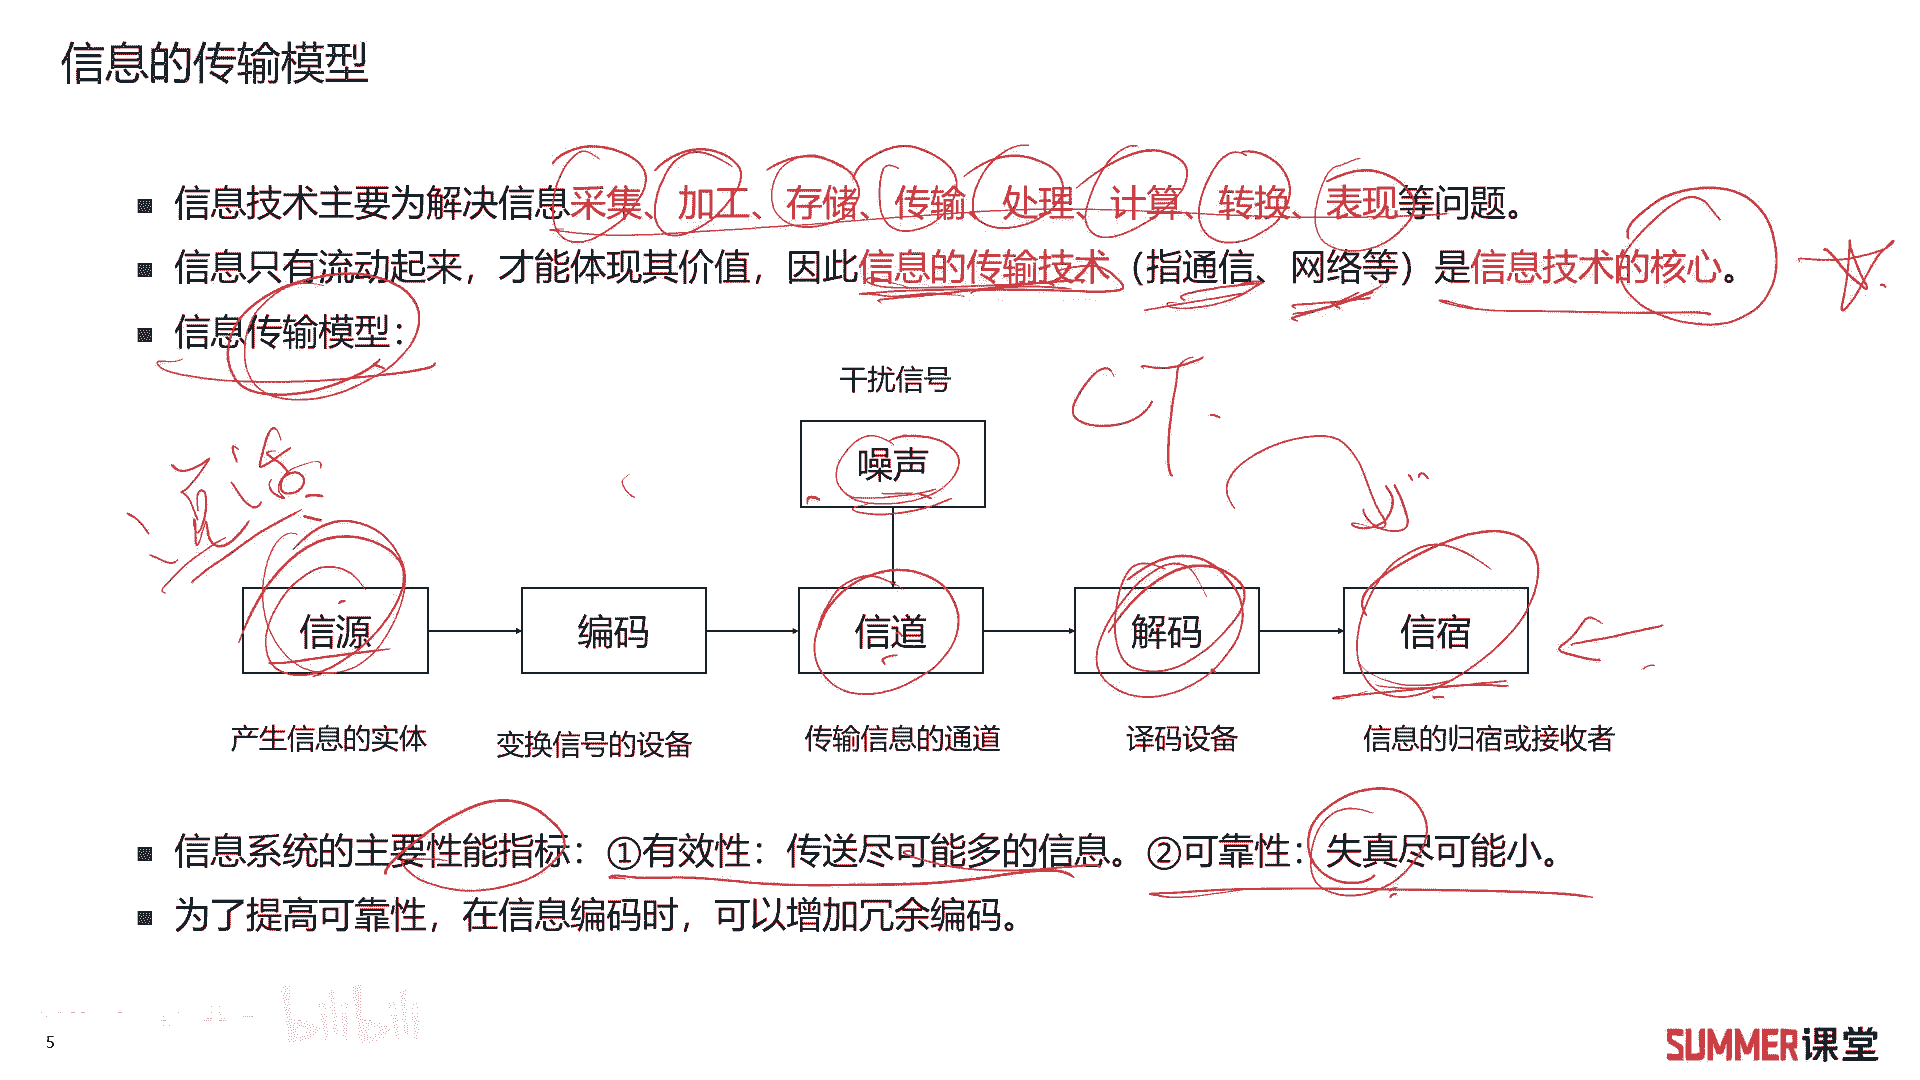 信息的传输模型
信息技术主要为解决信息采集、加工、存储、传输、处理、计算、转换、表现等问题。
信息只有流动起来，才能体现其价值，因此信息的传输技术（指通信、网络等）是信息技术的核心。
信息传输模型：
干扰信号
CT
噪声
信源
编码
信道
解码
信宿
产生信息的实体
变换信号的设备
传输信息的通道
译码设备
信息的归宿或接收者
信息系统的主要性能指标：①有效性：传送尽可能多的信息。②可靠性：失真尽可能小。
为了提高可靠性，在信息编码时，可以增加冗余编码。
bilibili
5
SUMMER课堂